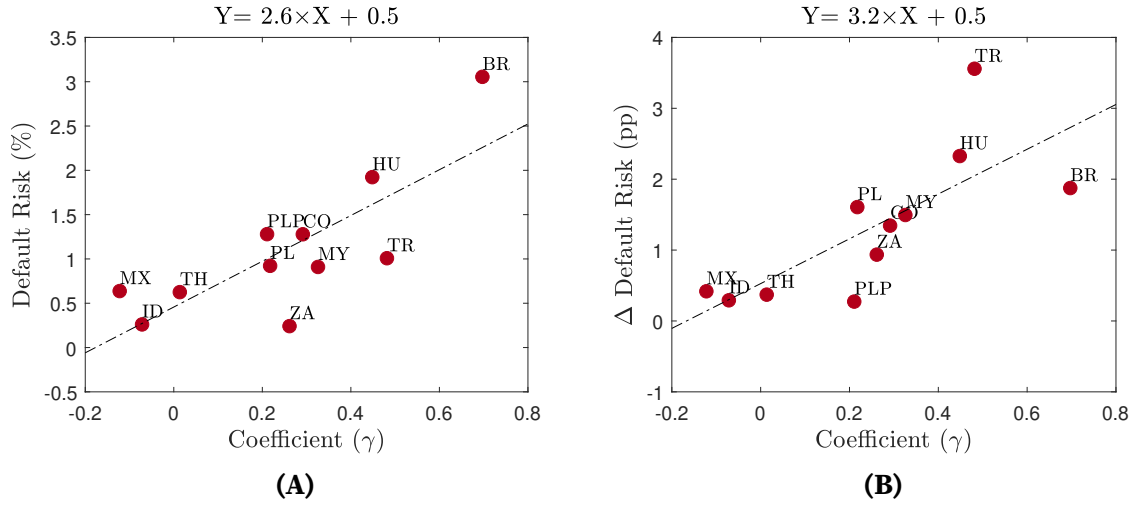 Y= 2.6×X + 0.5
Default Risk (%)
3.5
3
2.5
2
1.5
1
0.5
0
-0.5
BR
HU
PLP
CO
PL
MY
TR
MX
TH
ID
ZA
-0.2
0
0.2
0.4
0.6
0.8
Coefficient (γ)
(A)
Y= 3.2×X + 0.5
Δ Default Risk (pp)
4
3
2
1
0
-1
TR
HU
BR
PL
MY
CO
ZA
MX
ID
TH
PLP
-0.2
0
0.2
0.4
0.6
0.8
Coefficient (γ)
(B)